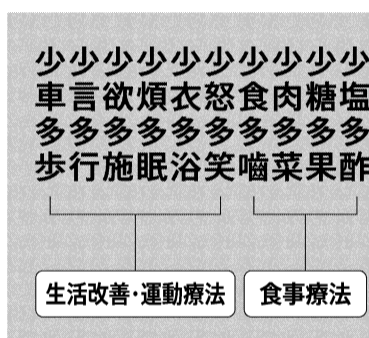 少塩多酢
少糖多果
少肉多菜
少食多嚙
少怒多笑
少衣多浴
少煩多眠
少欲多施
少言多行
少車多歩
食事療法
生活改善·運動療法